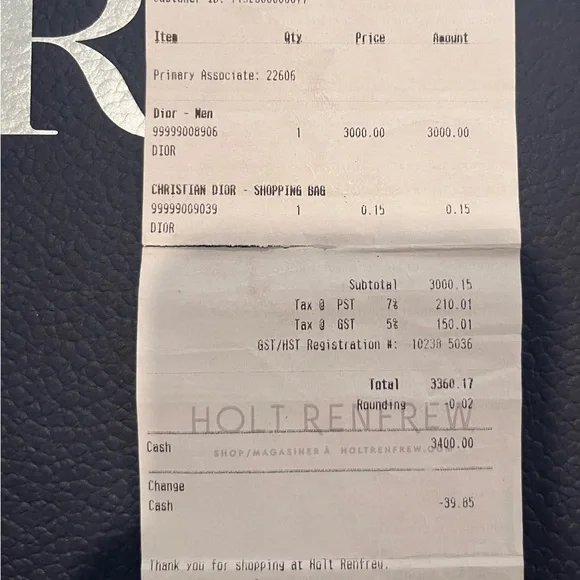 R
Item Qty Price Amount
Primary Associate: 22606
Dior - Men
99999008906 1 3000.00 3000.00
DIOR
CHRISTIAN DIOR - SHOPPING BAG
99999009039 1 0.15 0.15
DIOR
Subtotal 3000.15
Tax @ PST 7% 210.01
Tax @ GST 5% 150.01
GST/HST Registration #: 10238 5036
Total 3360.17
Rounding -0.02
HOLT RENFREW
Cash 3400.00
SHOP/MAGASINER À HOLTRENFREW.COM
Change
Cash -39.85
Thank you for shopping at Holt Renfrew.